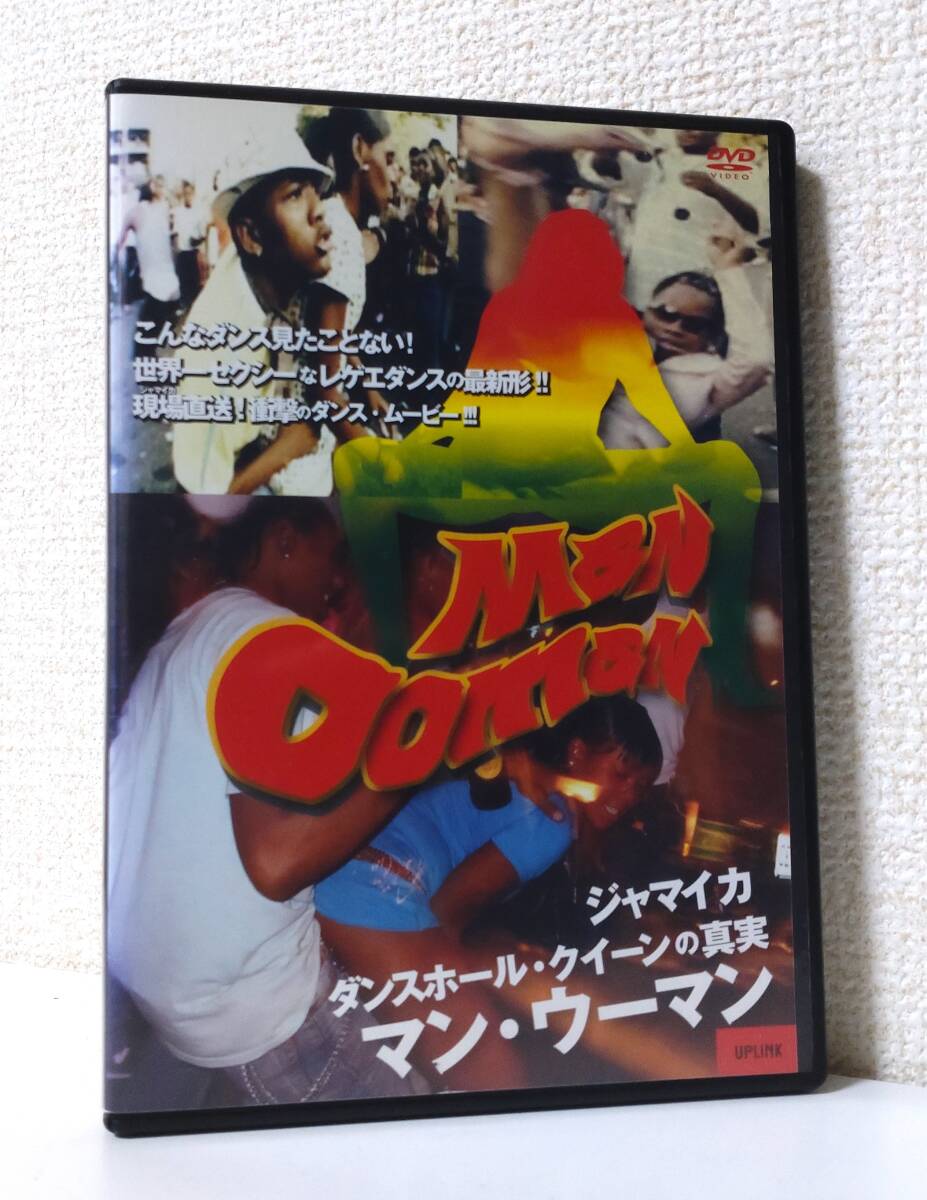 DVD
VIDEO
こんなダンス見たことない!
世界一セクシーなレゲエダンスの最新形!!
ジャマイカ
現場直送!衝撃のダンス・ムービー!!!
Man
Ooman
ジャマイカ
ダンスホール・クイーンの真実
マン・ウーマン
UPLINK